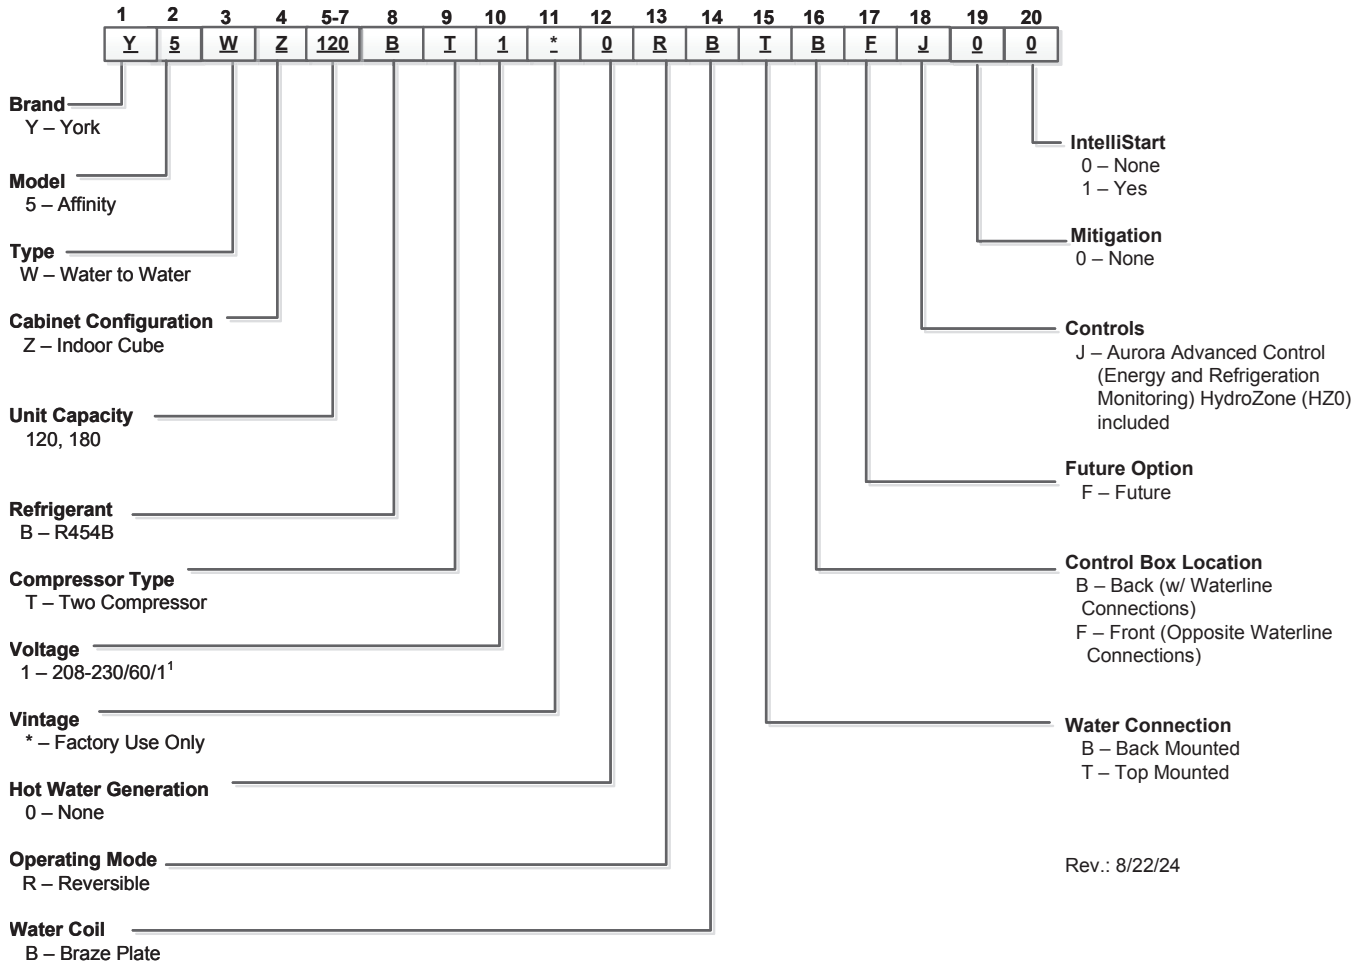 1 2 3 4 5-7 8 9 10 11 12 13 14 15 16 17 18 19 20
Y 5 W Z 120 B T 1 * 0 R B T B F J 0 0
Brand
Y – York
Model
5 – Affinity
Type
W – Water to Water
Cabinet Configuration
Z – Indoor Cube
Unit Capacity
120, 180
Refrigerant
B – R454B
Compressor Type
T – Two Compressor
Voltage
1 – 208-230/60/1¹
Vintage
* – Factory Use Only
Hot Water Generation
0 – None
Operating Mode
R – Reversible
Water Coil
B – Braze Plate
IntelliStart
0 – None
1 – Yes
Mitigation
0 – None
Controls
J – Aurora Advanced Control
(Energy and Refrigeration
Monitoring) HydroZone (HZ0)
included
Future Option
F – Future
Control Box Location
B – Back (w/ Waterline
Connections)
F – Front (Opposite Waterline
Connections)
Water Connection
B – Back Mounted
T – Top Mounted
Rev.: 8/22/24